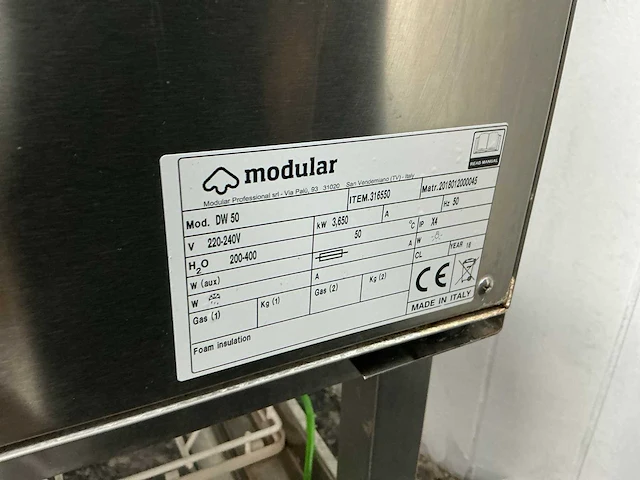 modular
READ MANUAL
Modular Professional srl - Via Palù, 93 31020 San Vendemiano (TV) - Italy
Mod. DW 50
ITEM.316550
Matr.2018012000045
V 220-240V
kW 3,650
A
Hz 50
H2O 200-400
50 °C
IP X4
W (aux)
A
W
YEAR 18
W
A
CL
Gas (1)
Kg (1)
Gas (2)
Kg (2)
CE
Foam insulation
MADE IN ITALY